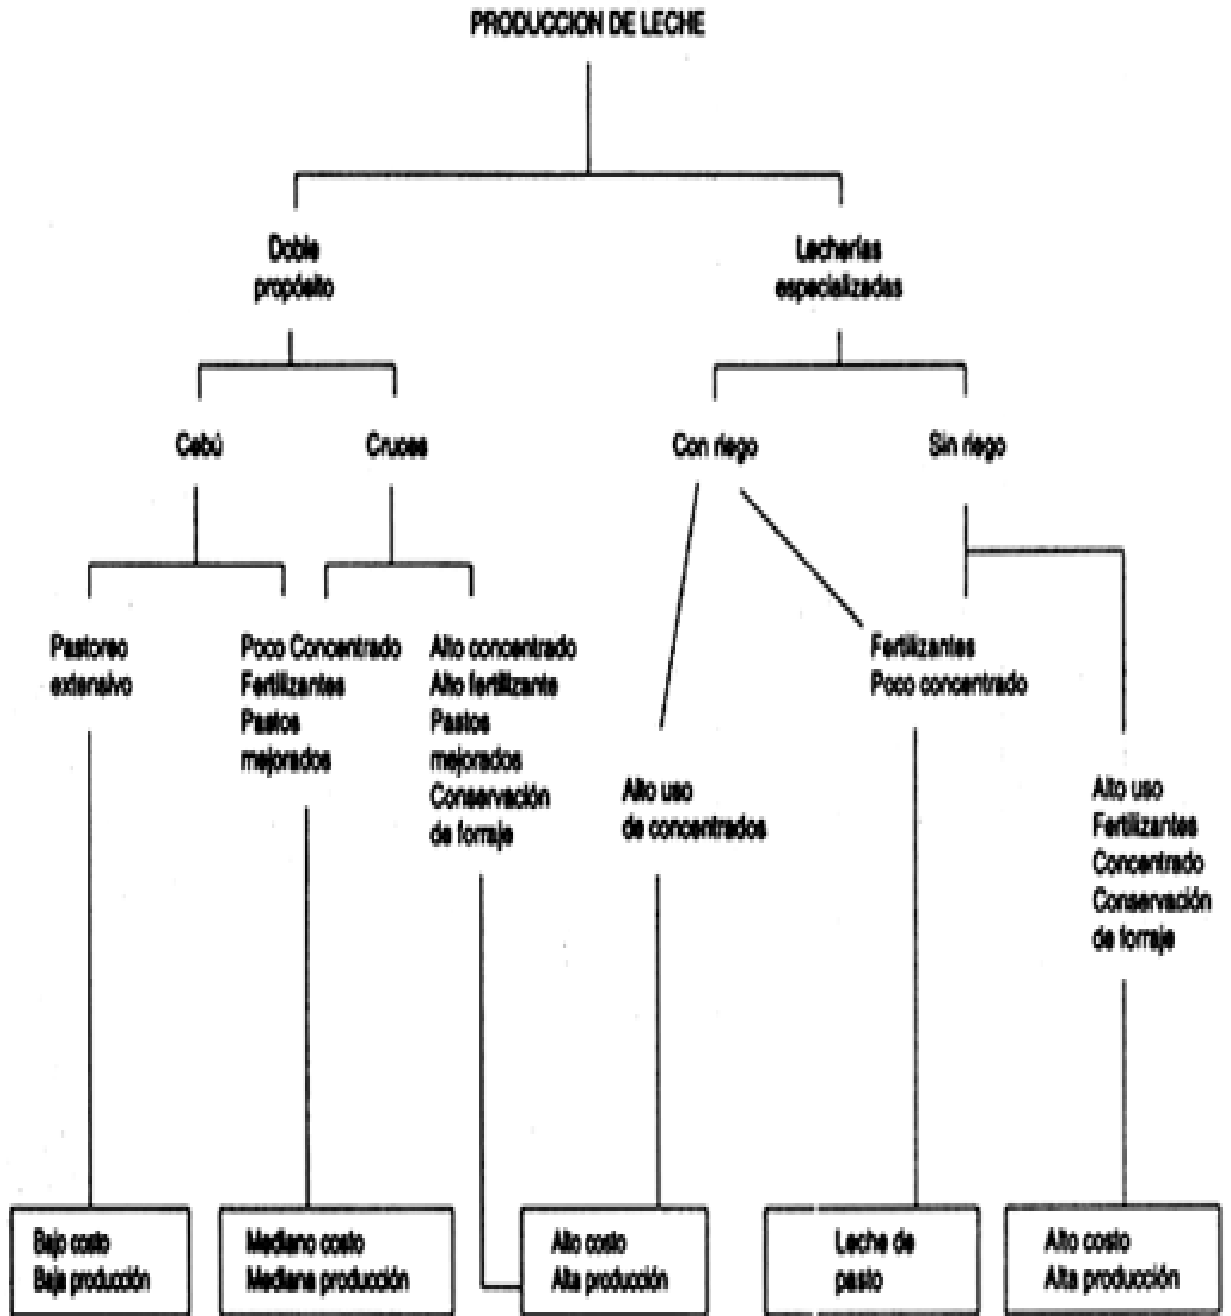 PRODUCCION DE LECHE
Doble
propósito
Lecherías
especializadas
Cebú
Cruces
Con riego
Sin riego
Pastoreo
extensivo
Poco Concentrado
Fertilizantes
Pastos
mejorados
Alto concentrado
Alto fertilizante
Pastos
mejorados
Conservación
de forraje
Alto uso
de concentrados
Fertilizantes
Poco concentrado
Alto uso
Fertilizantes
Concentrado
Conservación
de forraje
Bajo costo
Baja producción
Mediano costo
Mediana producción
Alto costo
Alta producción
Leche de
pasto
Alto costo
Alta producción